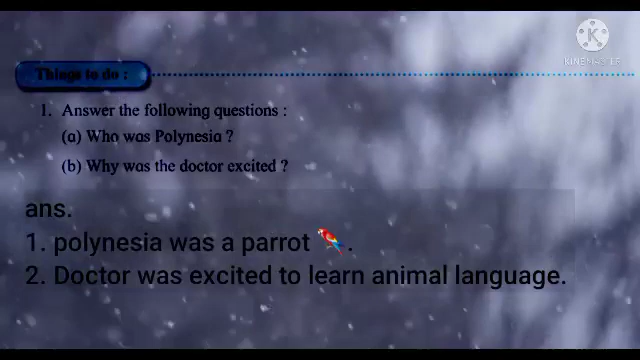 KINEMASTER
Things to do :
1. Answer the following questions :
(a) Who was Polynesia ?
(b) Why was the doctor excited ?
ans.
1. polynesia was a parrot 🦜.
2. Doctor was excited to learn animal language.